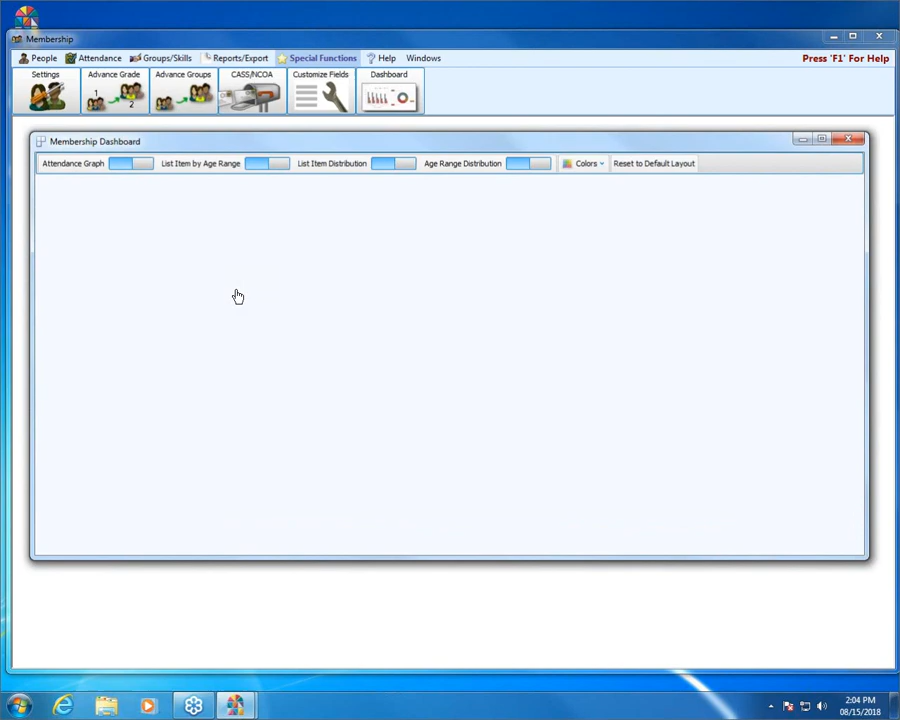 Membership
People Attendance Groups/Skills Reports/Export Special Functions Help Windows Press 'F1' For Help
Settings Advance Grade Advance Groups CASS/NCOA Customize Fields Dashboard
1
2
Membership Dashboard
Attendance Graph List Item by Age Range List Item Distribution Age Range Distribution Colors Reset to Default Layout
2:04 PM
08/15/2018